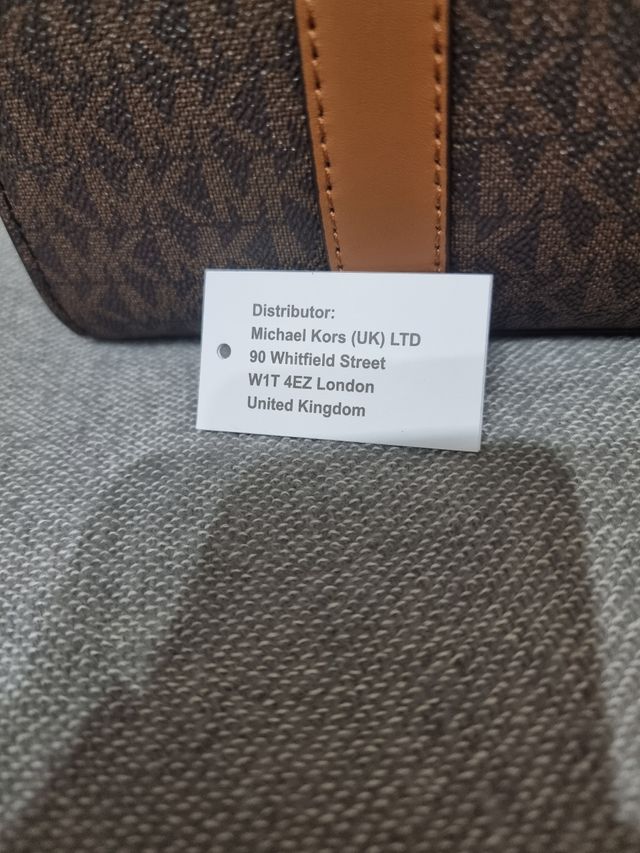 Distributor:
Michael Kors (UK) LTD
90 Whitfield Street
W1T 4EZ London
United Kingdom